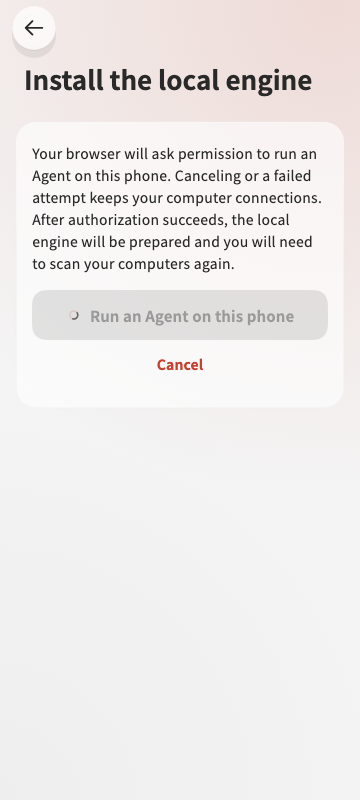 Install the local engine
Your browser will ask permission to run an
Agent on this phone. Canceling or a failed
attempt keeps your computer connections.
After authorization succeeds, the local
engine will be prepared and you will need
to scan your computers again.
Run an Agent on this phone
Cancel